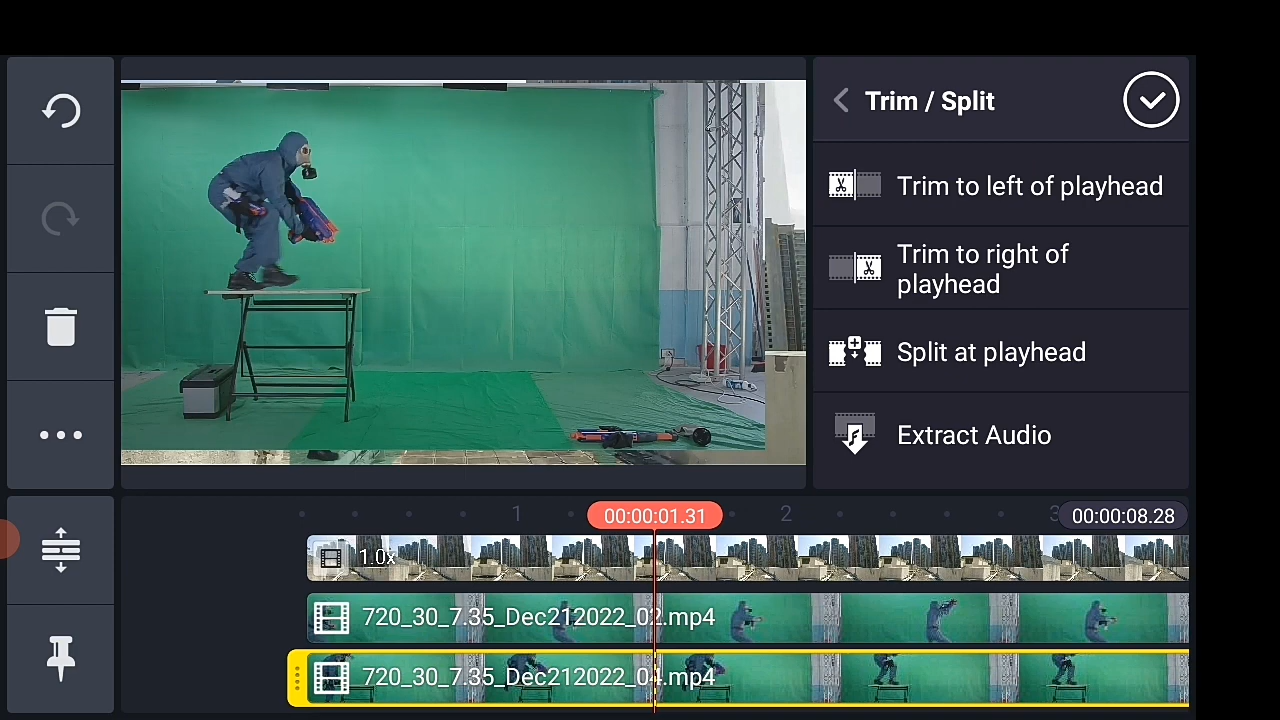 Trim / Split
Trim to left of playhead
Trim to right of
playhead
Split at playhead
Extract Audio
1
00:00:01.31
2
3
00:00:08.28
1.0x
720_30_7.35_Dec212022_02.mp4
720_30_7.35_Dec212022_04.mp4